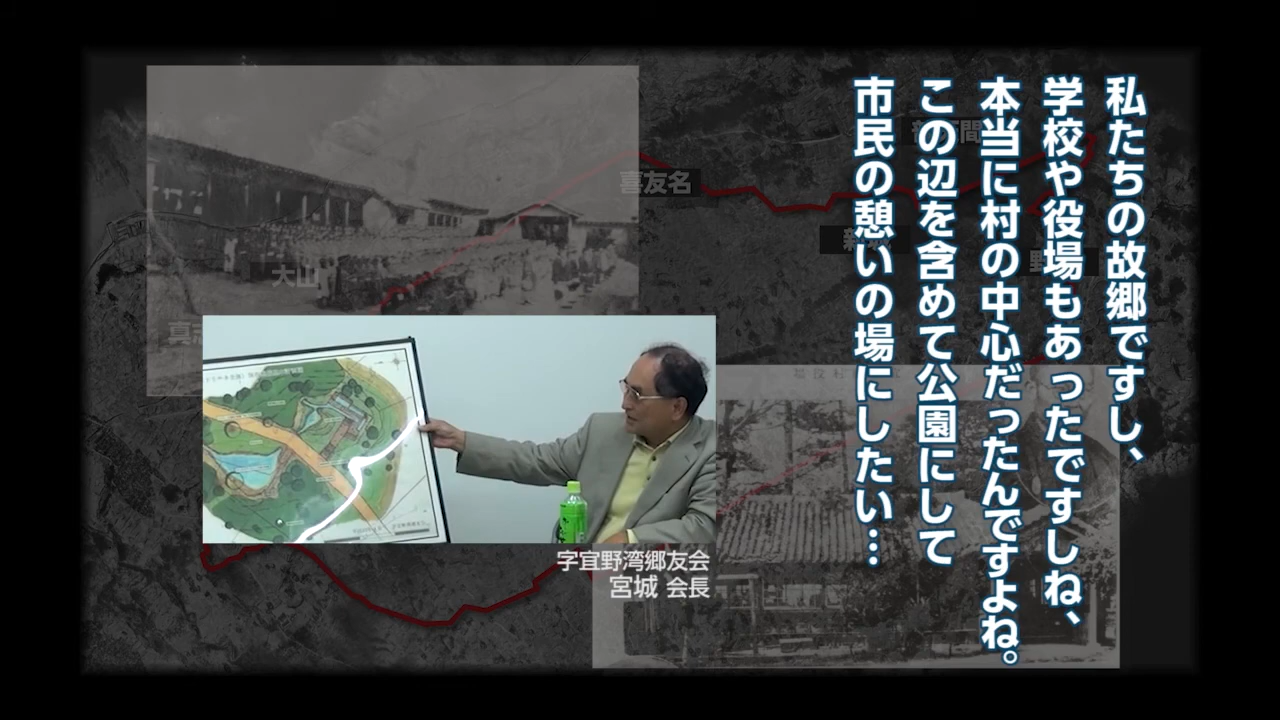 私たちの故郷ですし、
学校や役場もあったですしね、
本当に村の中心だったんですよね。
この辺を含めて公園にして
市民の憩いの場にしたい…
喜友名
大山
字宜野湾郷友会
宮城 会長